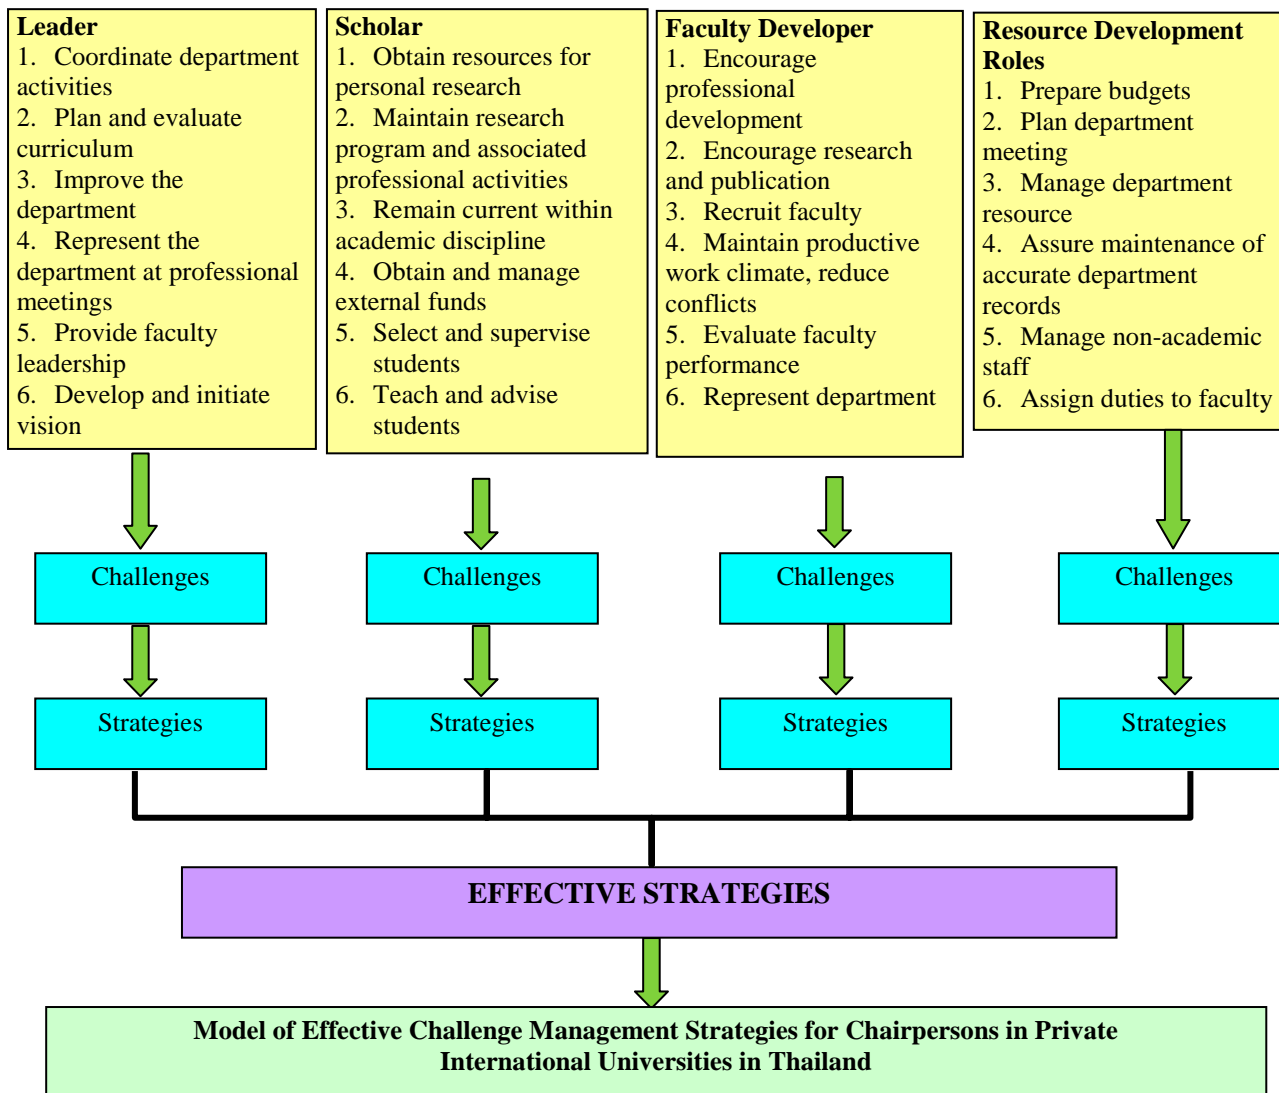 Leader
1. Coordinate department
activities
2. Plan and evaluate
curriculum
3. Improve the
department
4. Represent the
department at professional
meetings
5. Provide faculty
leadership
6. Develop and initiate
vision
Scholar
1. Obtain resources for
personal research
2. Maintain research
program and associated
professional activities
3. Remain current within
academic discipline
4. Obtain and manage
external funds
5. Select and supervise
students
6. Teach and advise
students
Faculty Developer
1. Encourage
professional
development
2. Encourage research
and publication
3. Recruit faculty
4. Maintain productive
work climate, reduce
conflicts
5. Evaluate faculty
performance
6. Represent department
Resource Development
Roles
1. Prepare budgets
2. Plan department
meeting
3. Manage department
resource
4. Assure maintenance of
accurate department
records
5. Manage non-academic
staff
6. Assign duties to faculty
Challenges
Challenges
Challenges
Challenges
Strategies
Strategies
Strategies
Strategies
EFFECTIVE STRATEGIES
Model of Effective Challenge Management Strategies for Chairpersons in Private
International Universities in Thailand